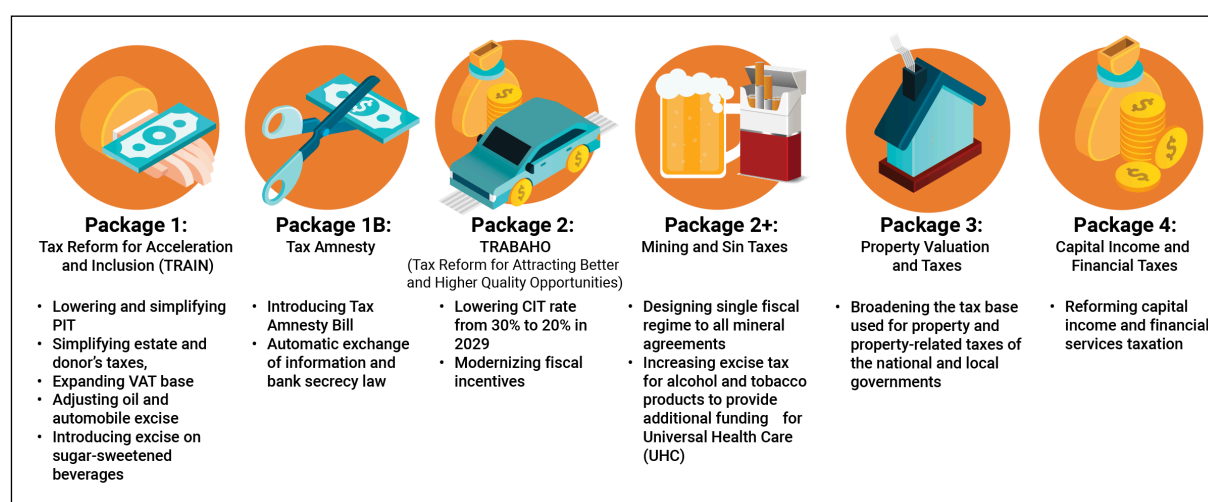 Package 1:
Tax Reform for Acceleration
and Inclusion (TRAIN)
• Lowering and simplifying
PIT
• Simplifying estate and
donor's taxes,
• Expanding VAT base
• Adjusting oil and
automobile excise
• Introducing excise on
sugar-sweetened
beverages
Package 1B:
Tax Amnesty
• Introducing Tax
Amnesty Bill
• Automatic exchange
of information and
bank secrecy law
Package 2:
TRABAHO
(Tax Reform for Attracting Better
and Higher Quality Opportunities)
• Lowering CIT rate
from 30% to 20% in
2029
• Modernizing fiscal
incentives
Package 2+:
Mining and Sin Taxes
• Designing single fiscal
regime to all mineral
agreements
• Increasing excise tax
for alcohol and tobacco
products to provide
additional funding for
Universal Health Care
(UHC)
Package 3:
Property Valuation
and Taxes
• Broadening the tax base
used for property and
property-related taxes of
the national and local
governments
Package 4:
Capital Income and
Financial Taxes
• Reforming capital
income and financial
services taxation